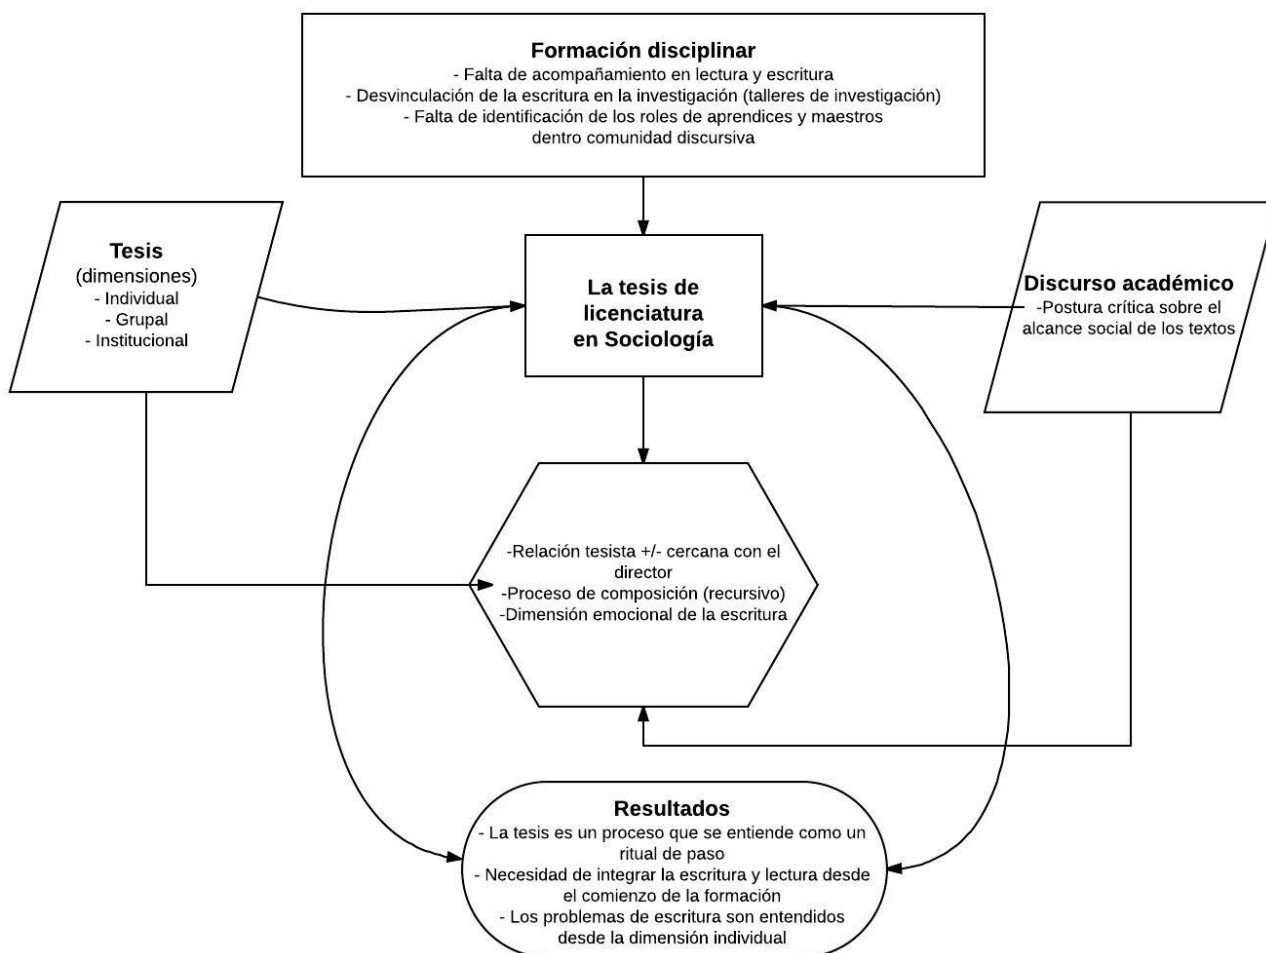 Formación disciplinar
- Falta de acompañamiento en lectura y escritura
- Desvinculación de la escritura en la investigación (talleres de investigación)
- Falta de identificación de los roles de aprendices y maestros
dentro comunidad discursiva
Tesis
(dimensiones)
- Individual
- Grupal
- Institucional
La tesis de
licenciatura
en Sociología
Discurso académico
-Postura crítica sobre el
alcance social de los textos
-Relación tesista +/- cercana con el
director
-Proceso de composición (recursivo)
-Dimensión emocional de la escritura
Resultados
- La tesis es un proceso que se entiende como un
ritual de paso
- Necesidad de integrar la escritura y lectura desde
el comienzo de la formación
- Los problemas de escritura son entendidos
desde la dimensión individual